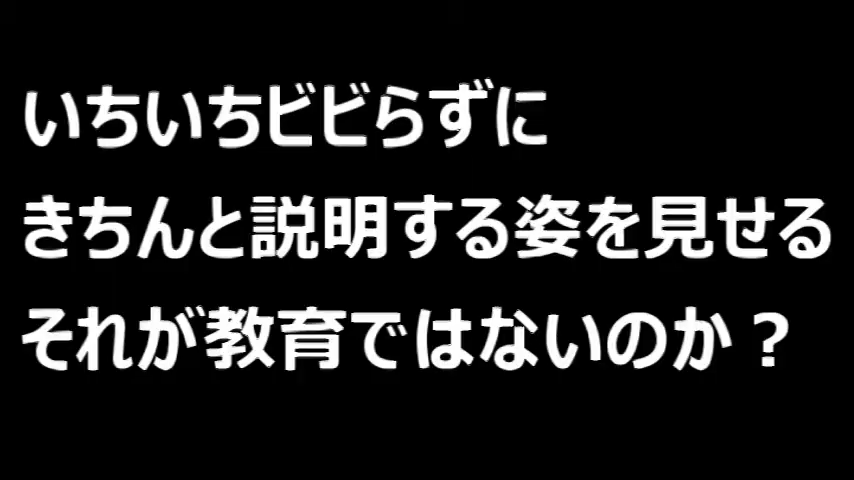 いちいちビビらずに
きちんと説明する姿を見せる
それが教育ではないのか？